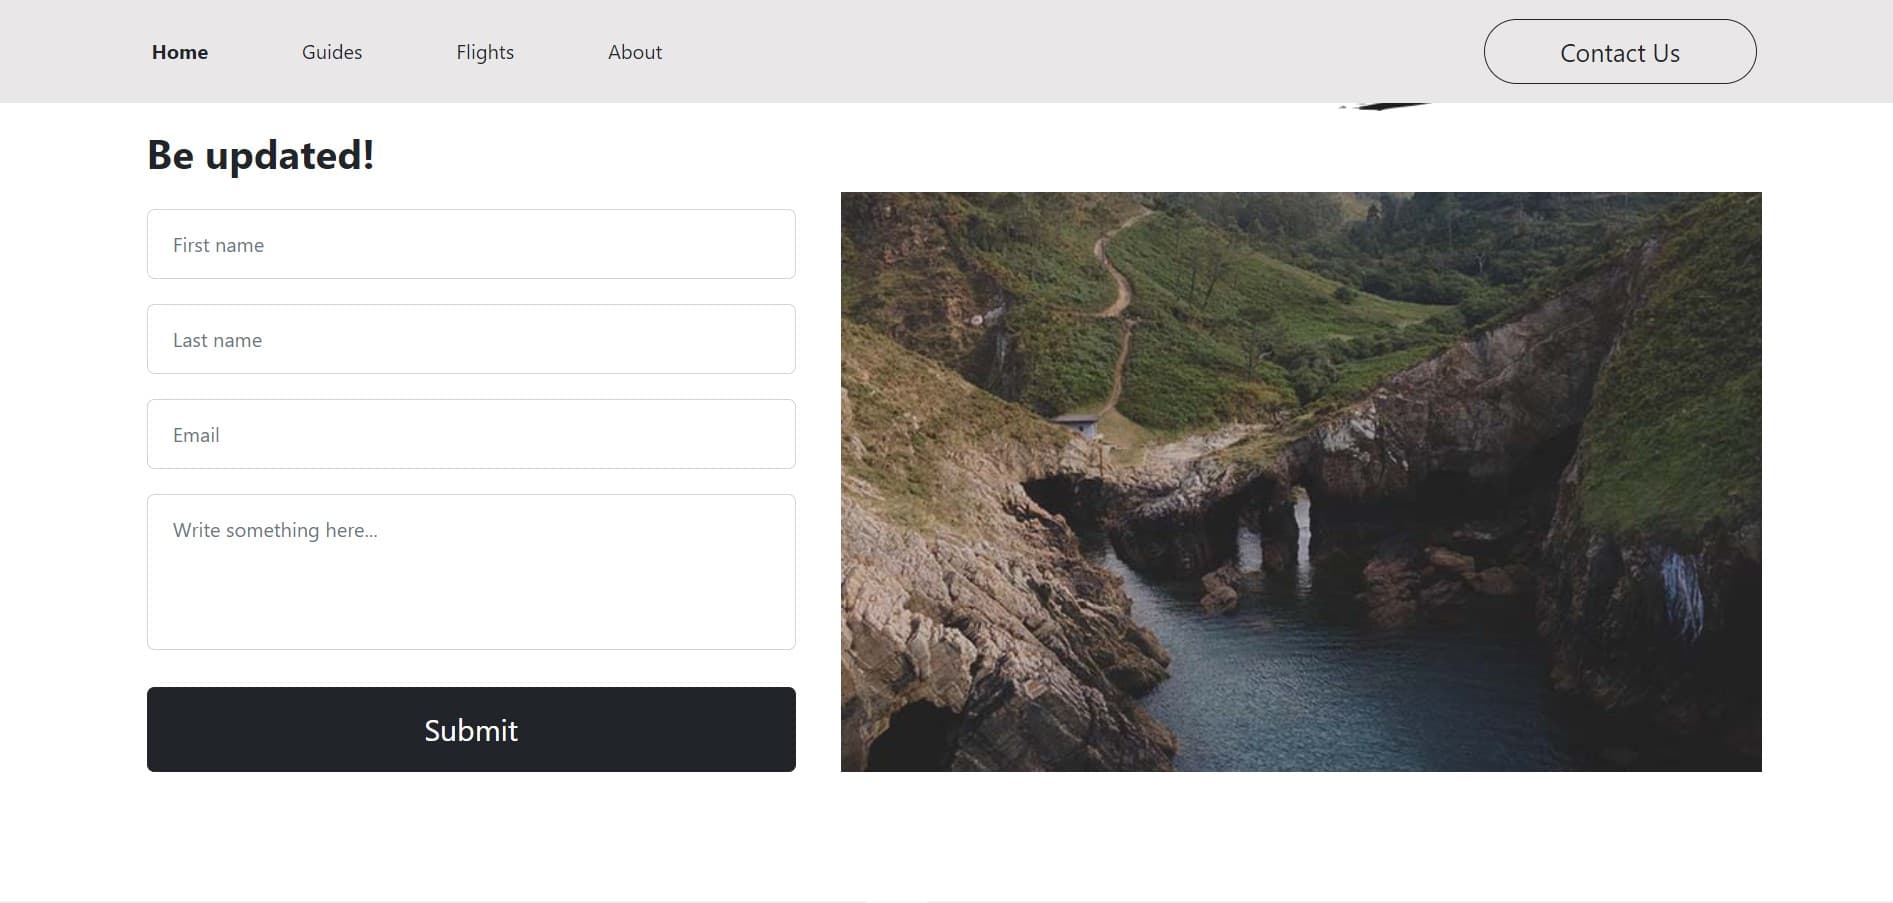 Home
Guides
Flights
About
Contact Us
Be updated!
First name
Last name
Email
Write something here...
Submit